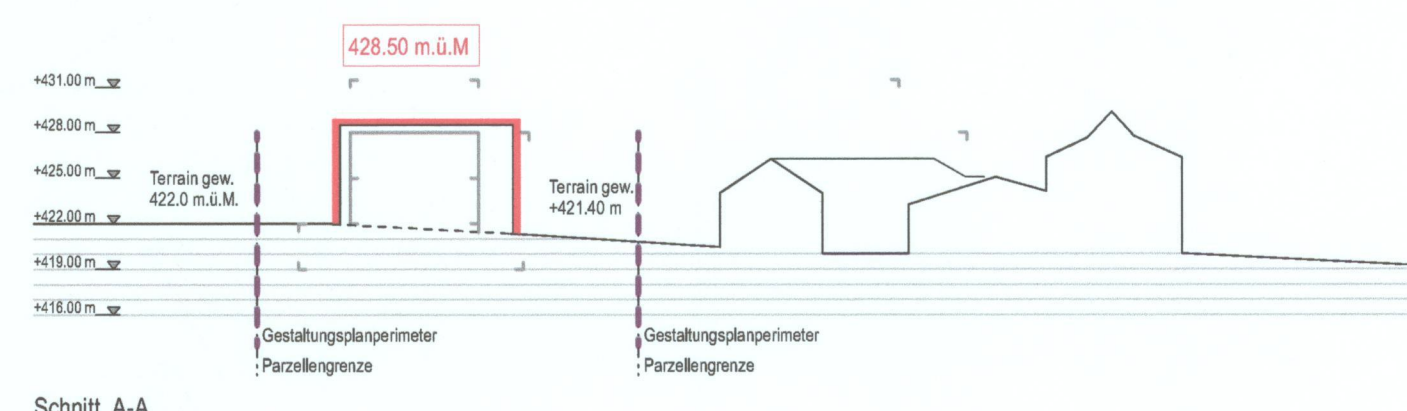 428.50 m.ü.M
+431.00 m
+428.00 m
+425.00 m
Terrain gew.
422.0 m.ü.M.
Terrain gew.
+421.40 m
+422.00 m
+419.00 m
+416.00 m
Gestaltungsplanperimeter
Parzellengrenze
Gestaltungsplanperimeter
Parzellengrenze
Schnitt A-A